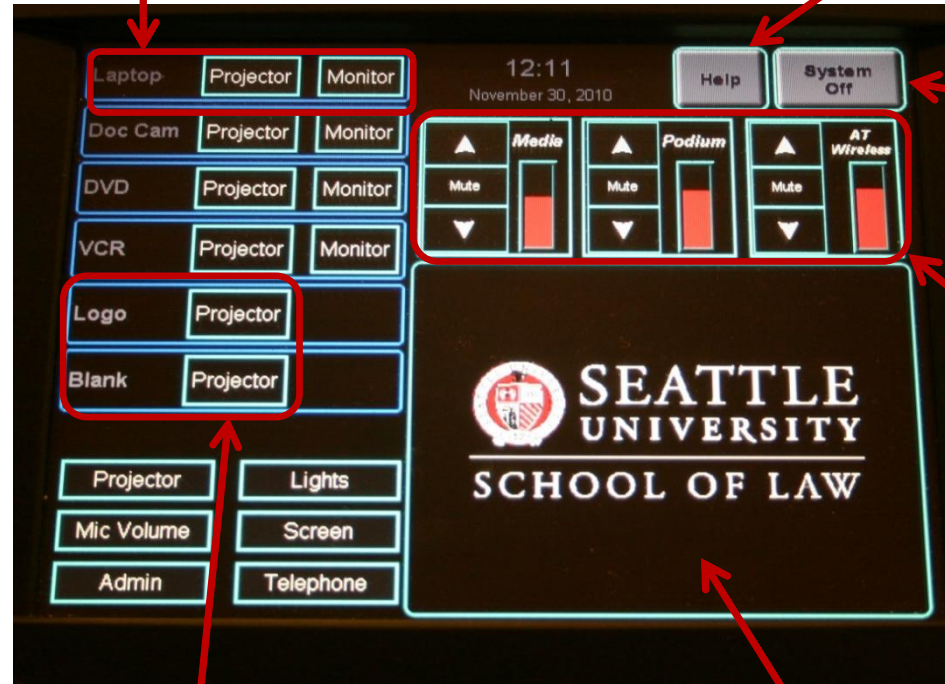 Laptop Projector Monitor
Doc Cam Projector Monitor
DVD Projector Monitor
VCR Projector Monitor
Logo Projector
Blank Projector
Projector Lights
Mic Volume Screen
Admin Telephone
12:11
November 30, 2010
Help
System
Off
Media
Mute
Podium
Mute
AT
Wireless
Mute
SEATTLE
UNIVERSITY
SCHOOL OF LAW